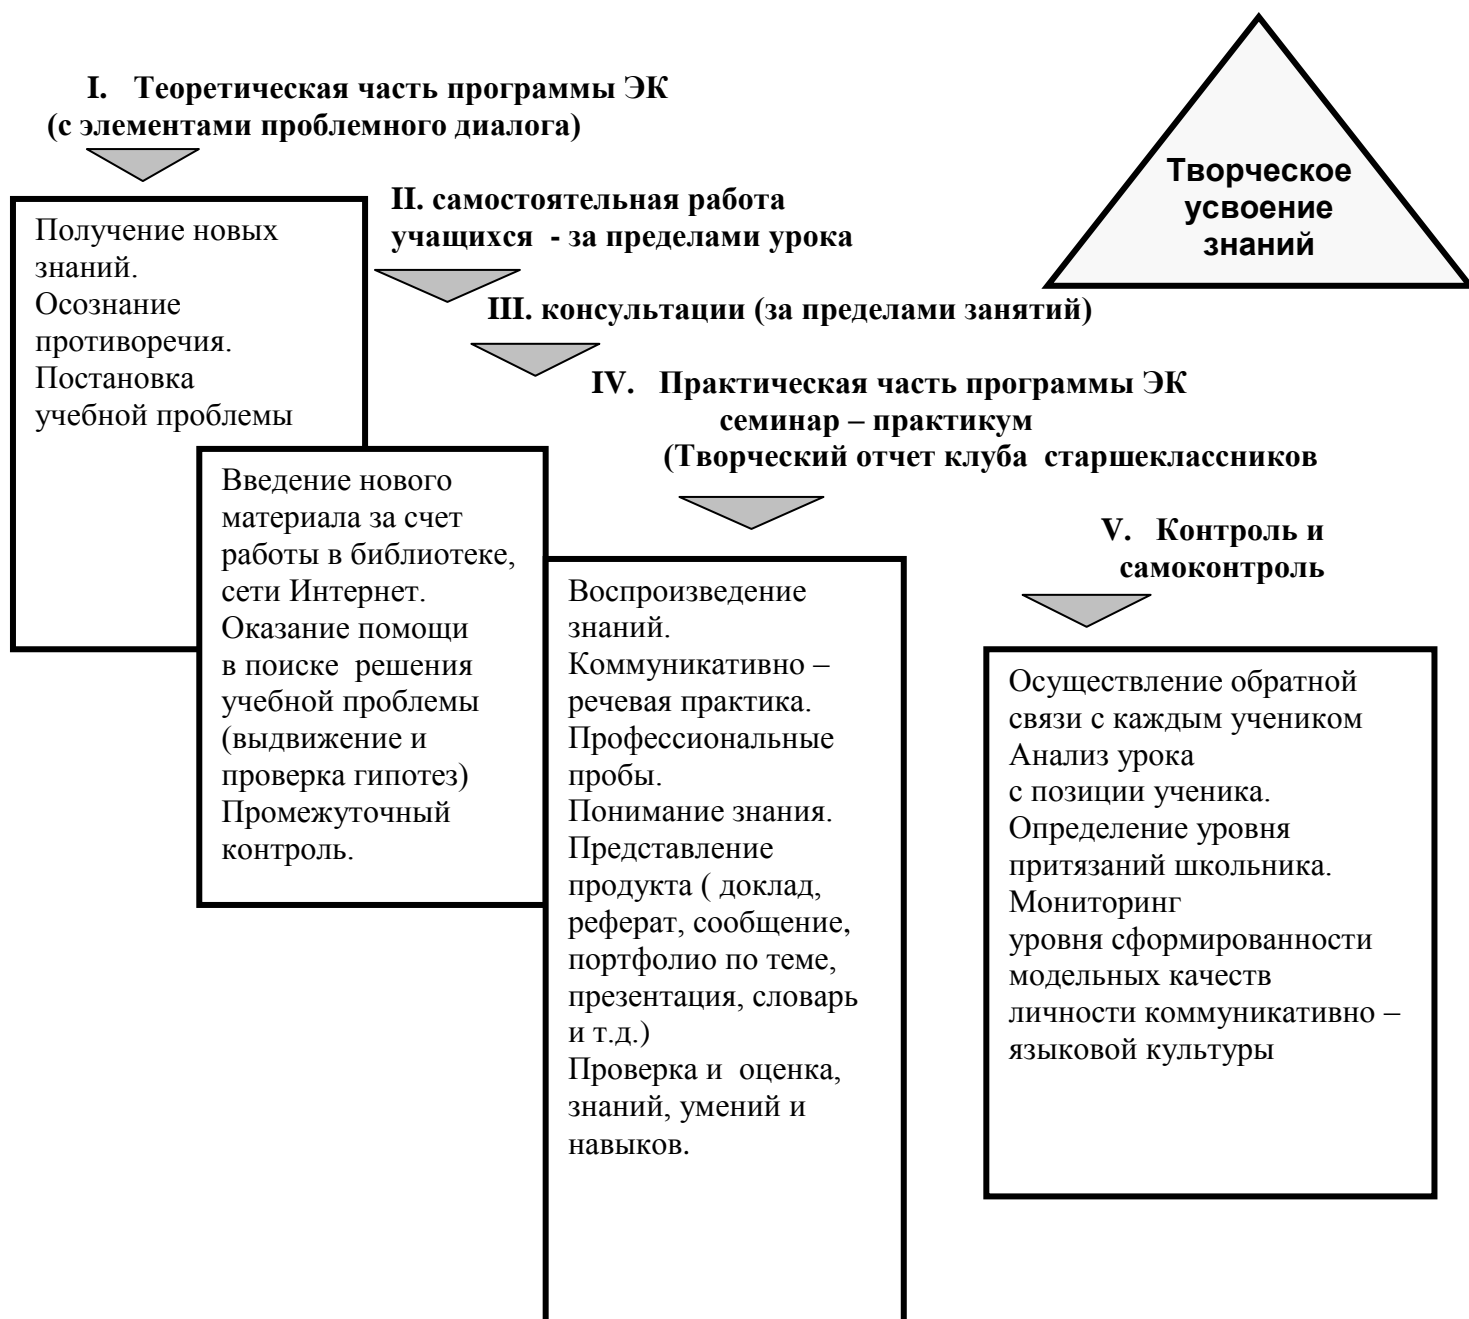 I. Теоретическая часть программы ЭК
(с элементами проблемного диалога)
Творческое
усвоение
знаний
II. самостоятельная работа
учащихся - за пределами урока
Получение новых
знаний.
Осознание
противоречия.
Постановка
учебной проблемы
III. консультации (за пределами занятий)
IV. Практическая часть программы ЭК
семинар – практикум
(Творческий отчет клуба старшеклассников
Введение нового
материала за счет
работы в библиотеке,
сети Интернет.
Оказание помощи
в поиске решения
учебной проблемы
(выдвижение и
проверка гипотез)
Промежуточный
контроль.
V. Контроль и
самоконтроль
Воспроизведение
знаний.
Коммуникативно –
речевая практика.
Профессиональные
пробы.
Понимание знания.
Представление
продукта ( доклад,
реферат, сообщение,
портфолио по теме,
презентация, словарь
и т.д.)
Проверка и оценка,
знаний, умений и
навыков.
Осуществление обратной
связи с каждым учеником
Анализ урока
с позиции ученика.
Определение уровня
притязаний школьника.
Мониторинг
уровня сформированности
модельных качеств
личности коммуникативно –
языковой культуры